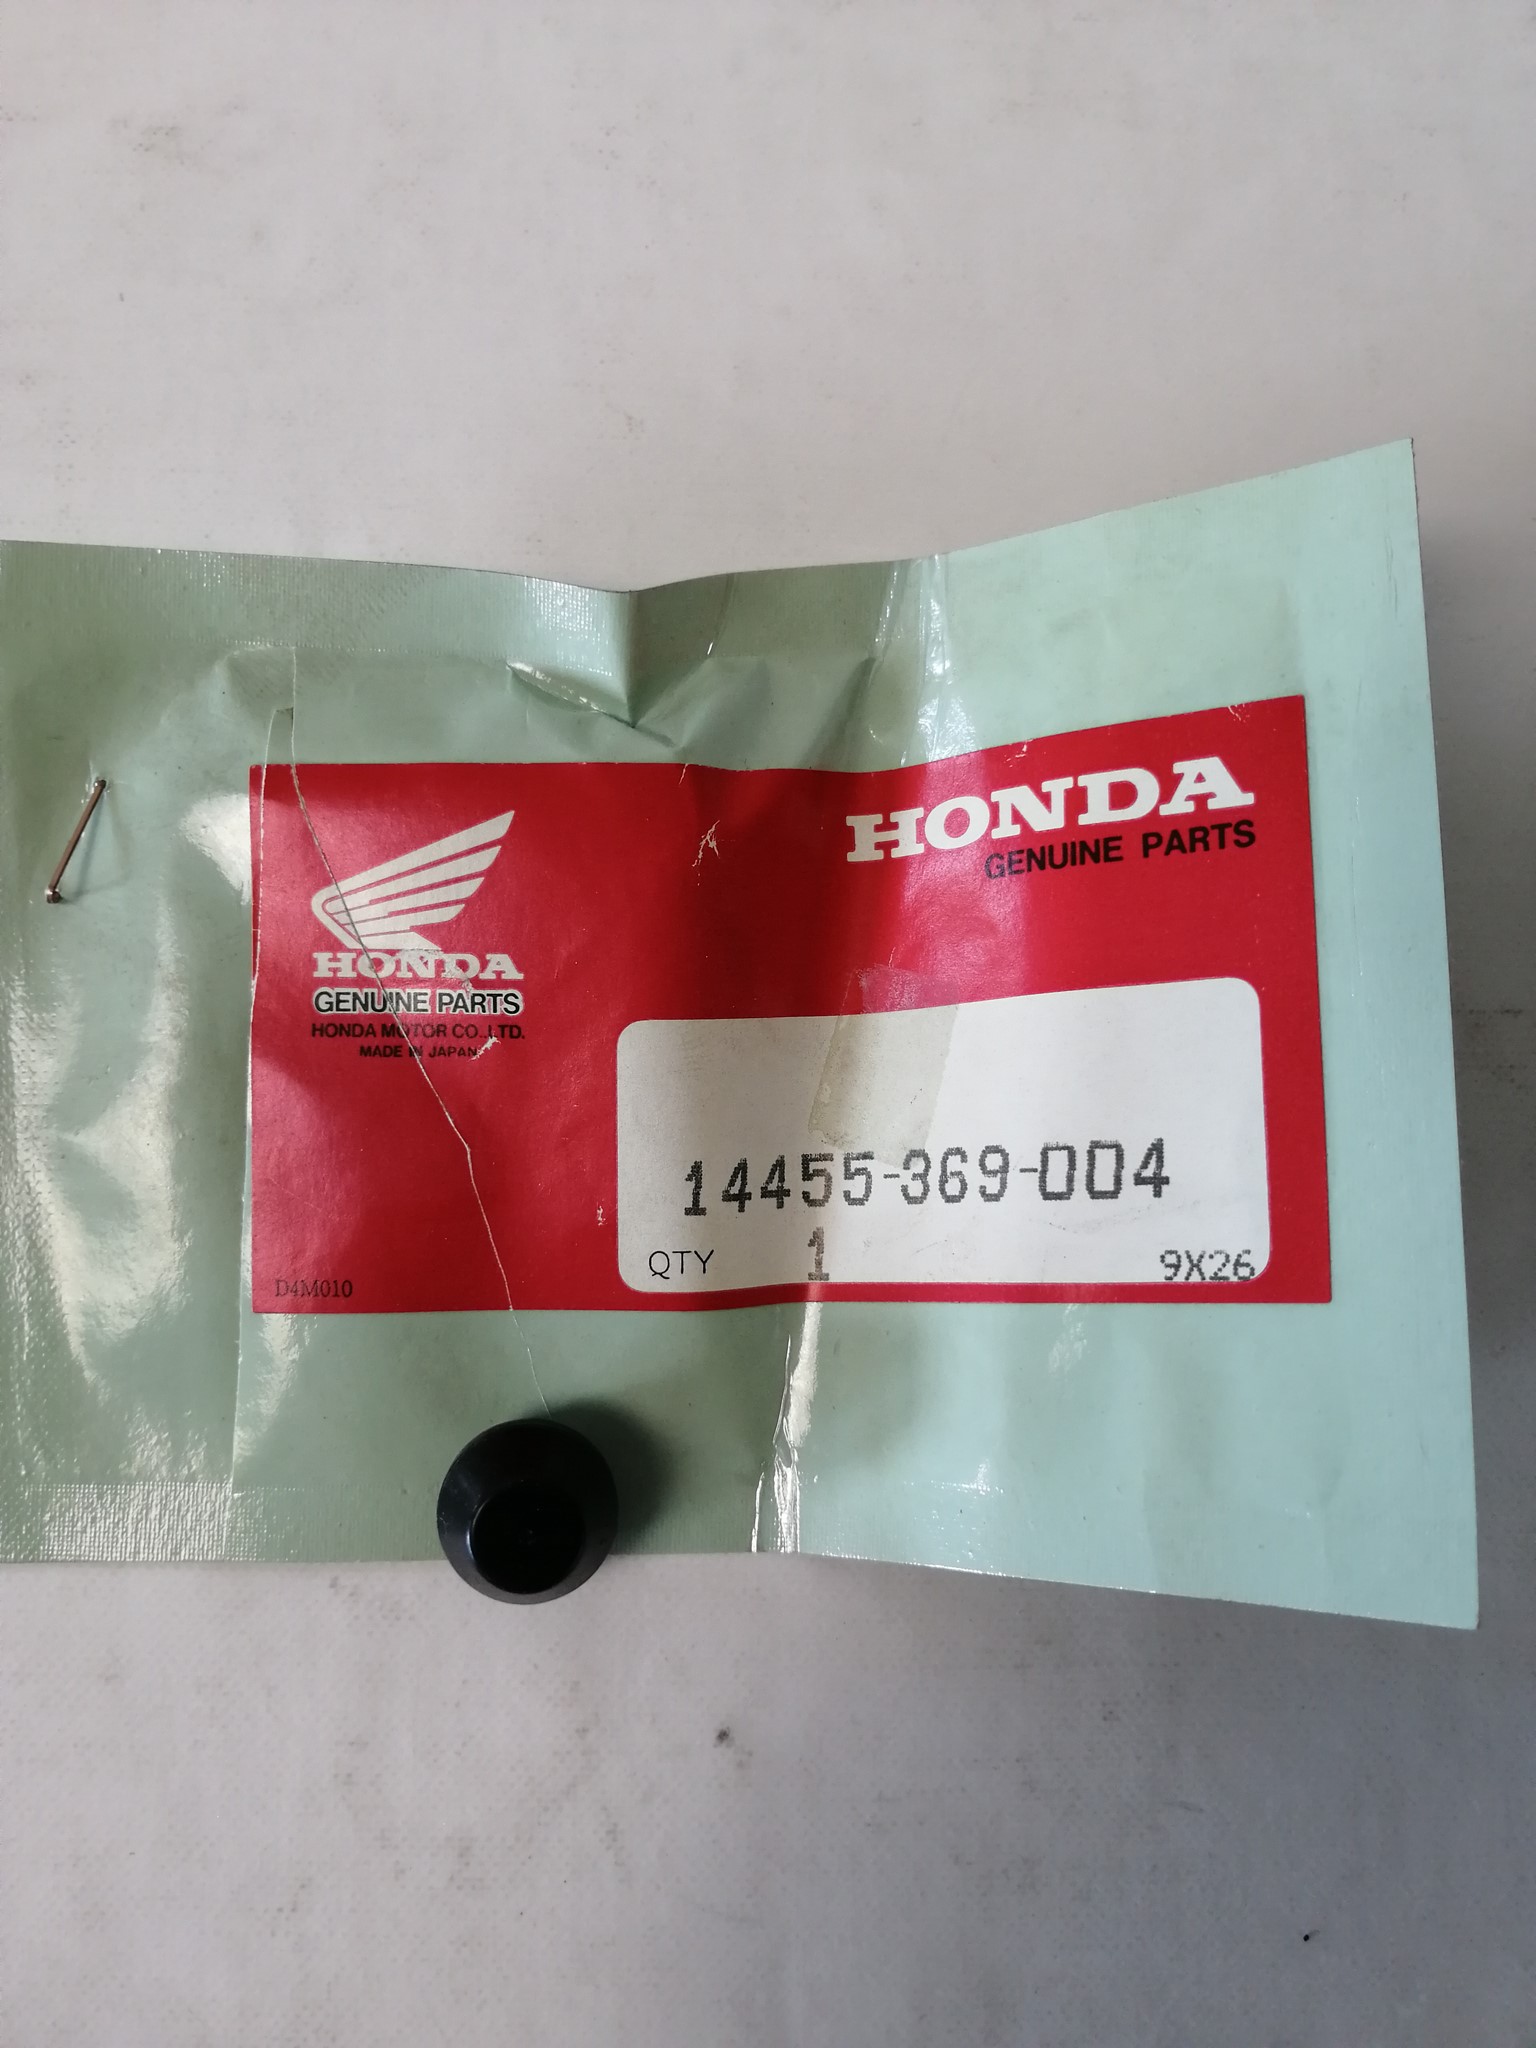 HONDA
GENUINE PARTS
HONDA
GENUINE PARTS
HONDA MOTOR CO.,LTD.
MADE IN JAPAN
14455-369-004
QTY 1 9X26
D4M010